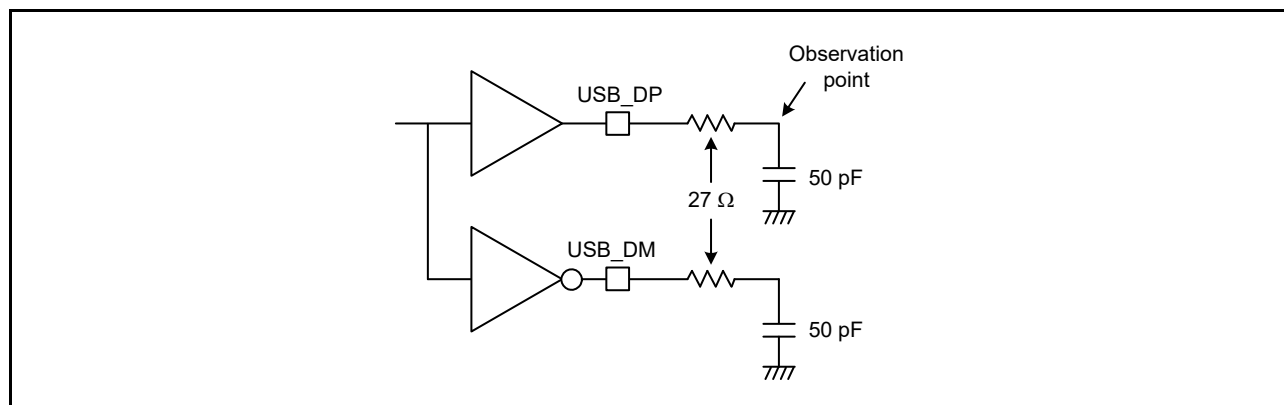 Observation
point
USB_DP
50 pF
27 Ω
USB_DM
50 pF